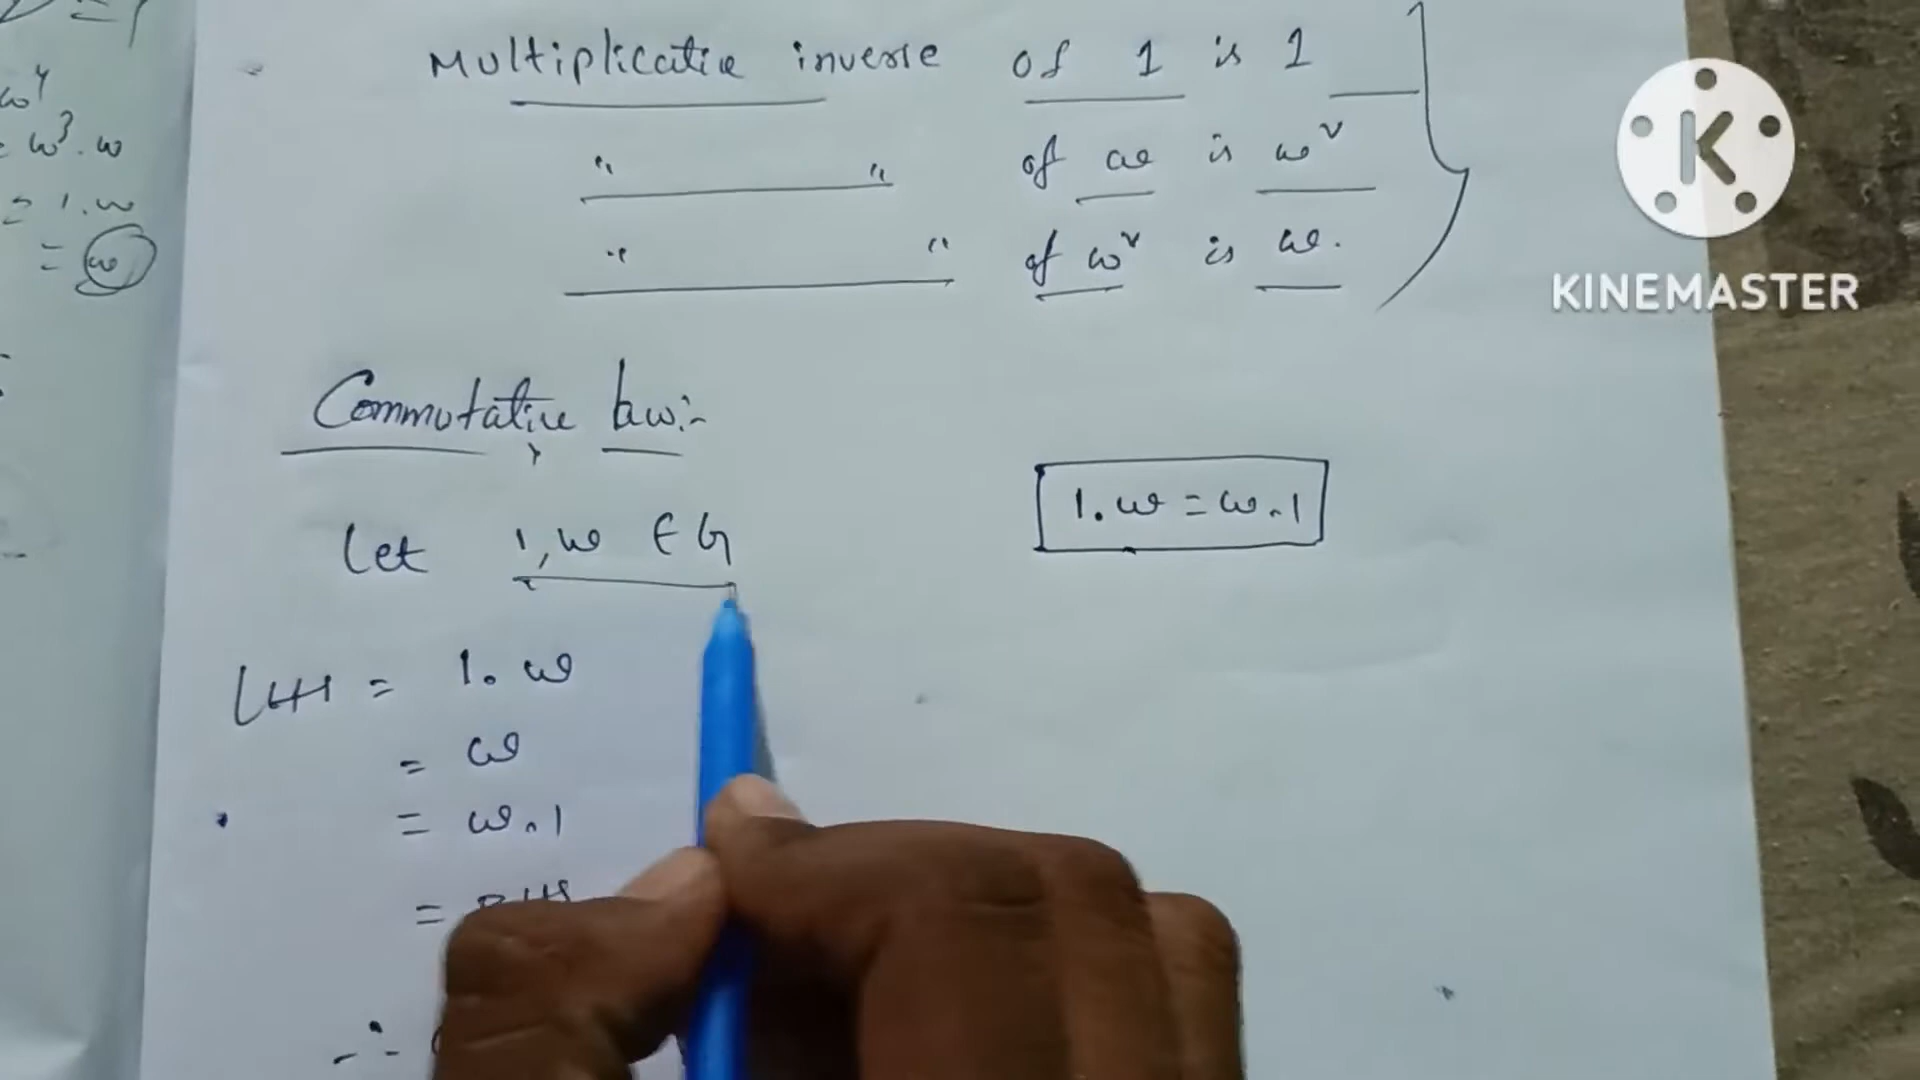 ω⁴
= ω³.ω
= 1.ω
= ω
Multiplicative inverse of 1 is 1
" " of ω is ω²
" " of ω² is ω.
KINEMASTER
Commutative law:-
Let 1, ω ∈ G
1.ω = ω.1
LHS = 1.ω
= ω
= ω.1
= RHS
∴